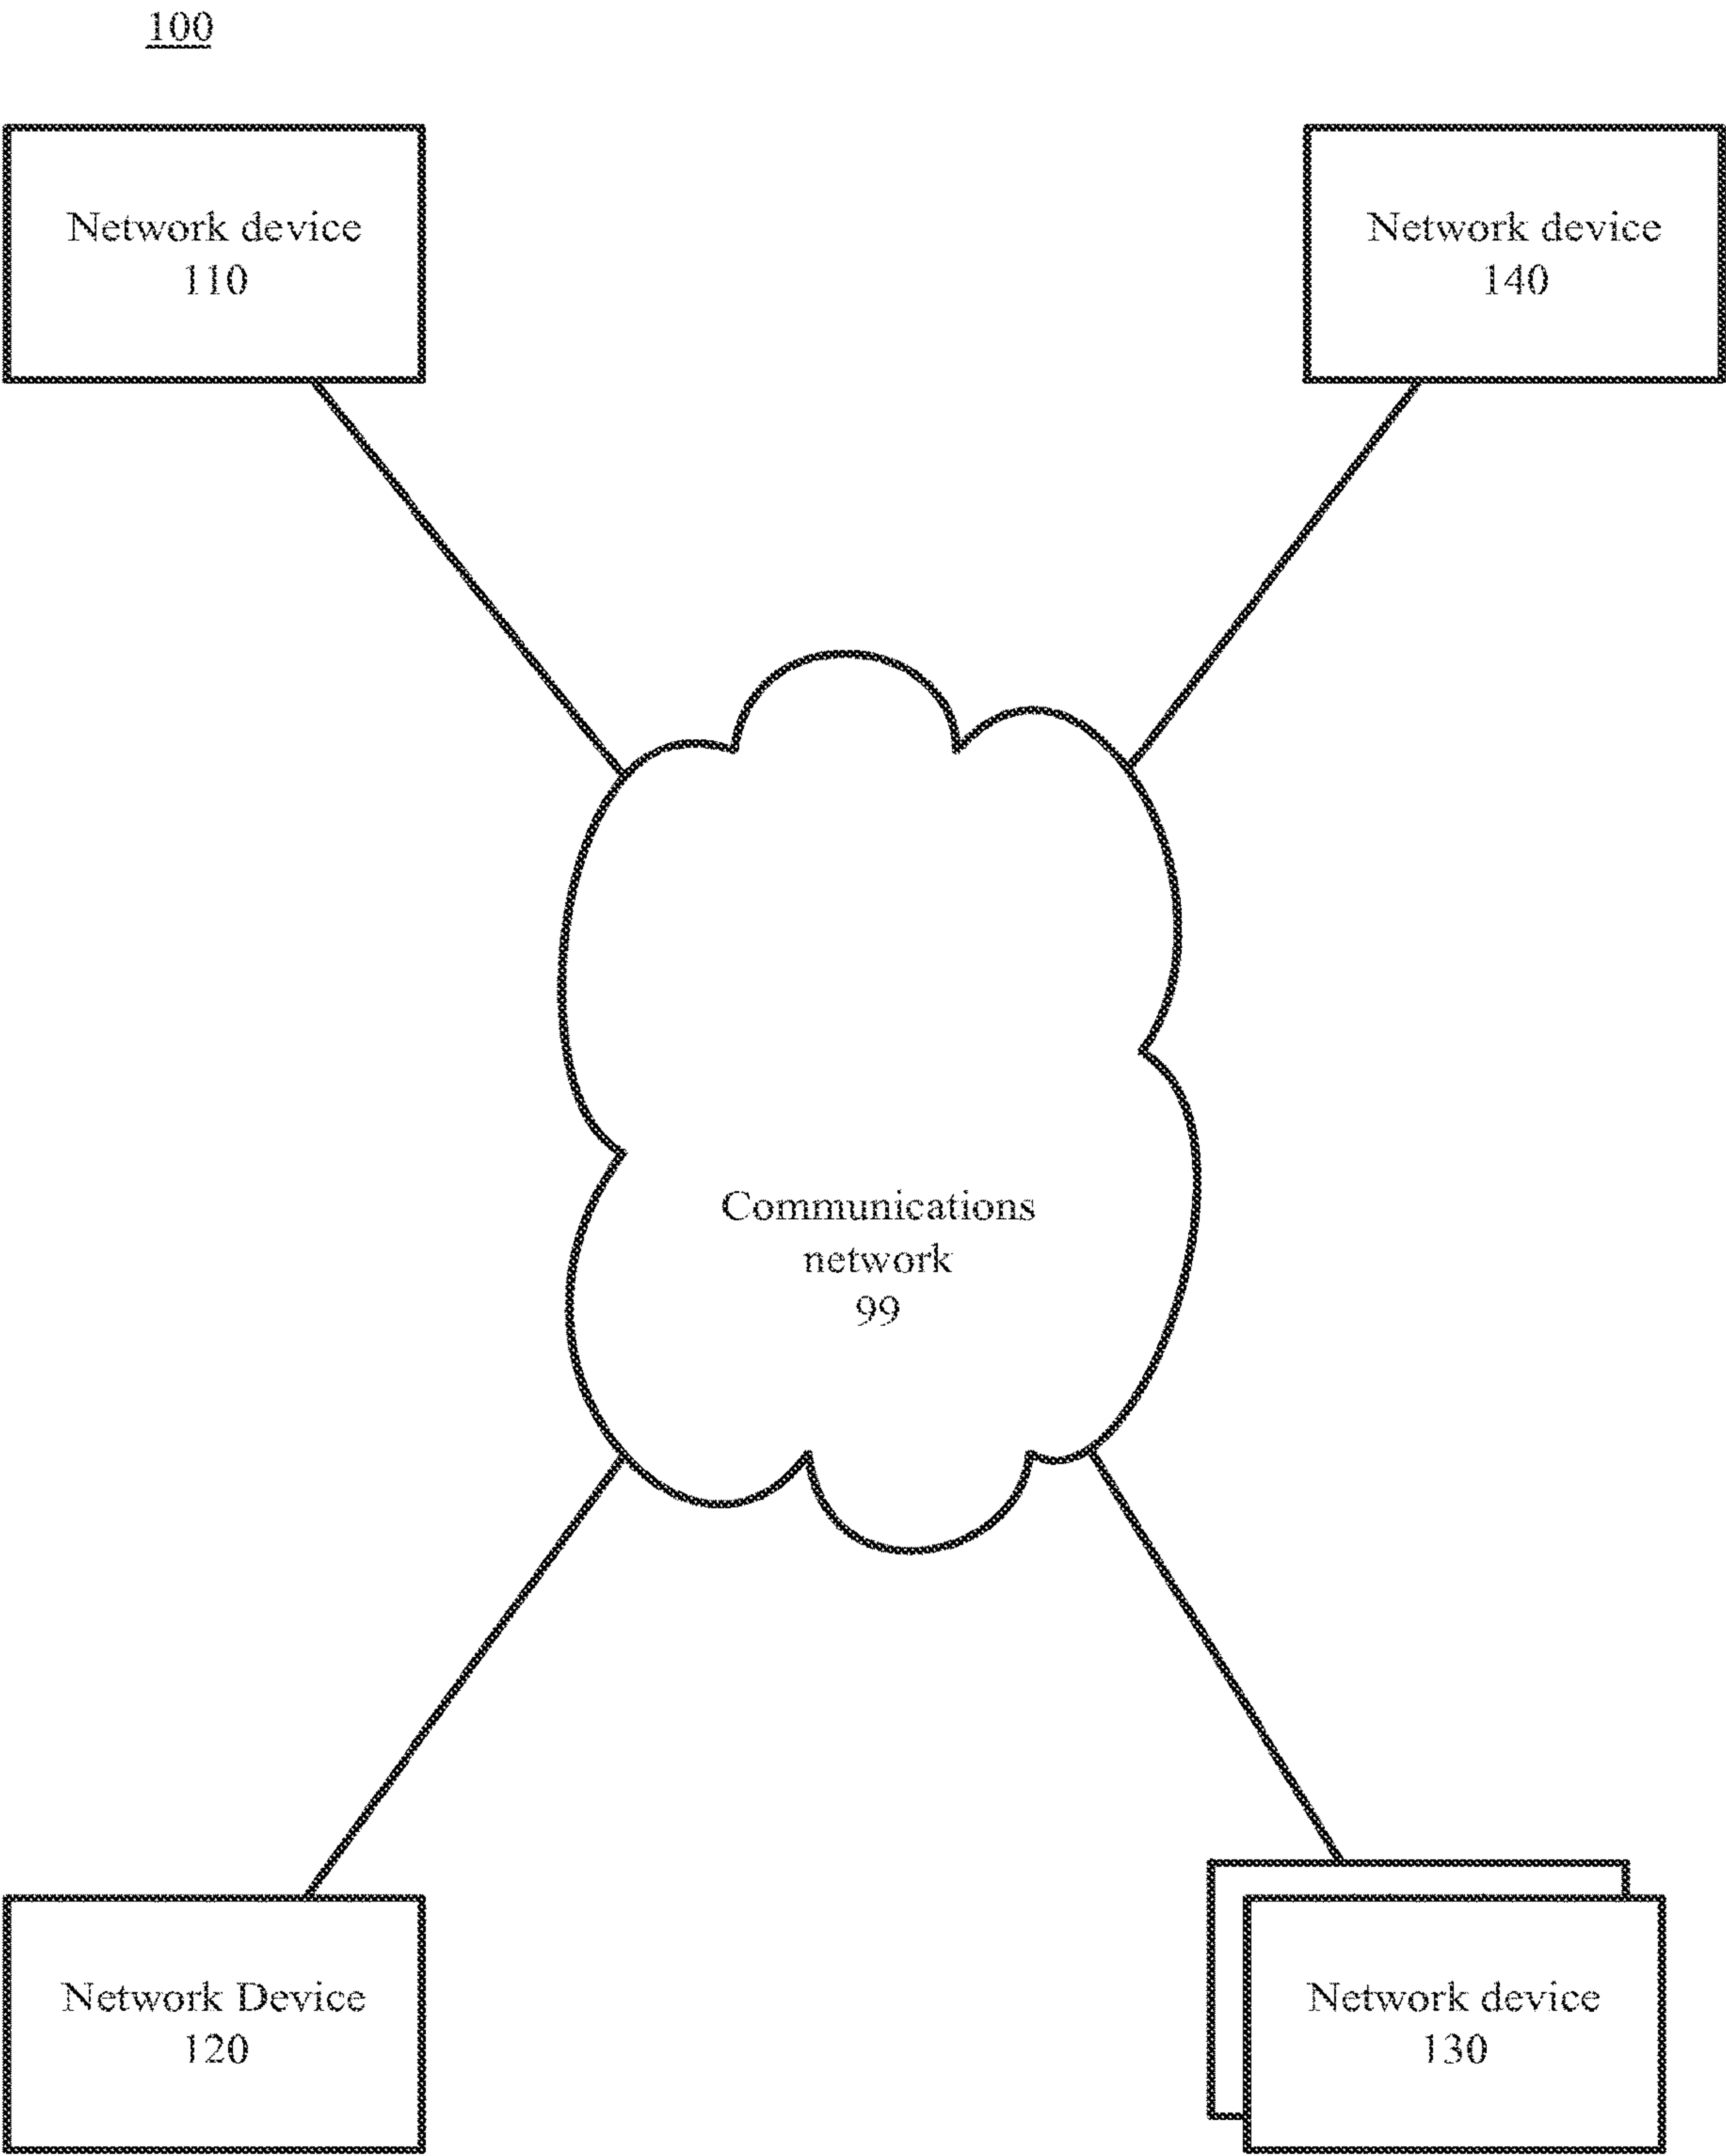 100
Network device
110
Network device
140
Communications
network
99
Network Device
120
Network device
130